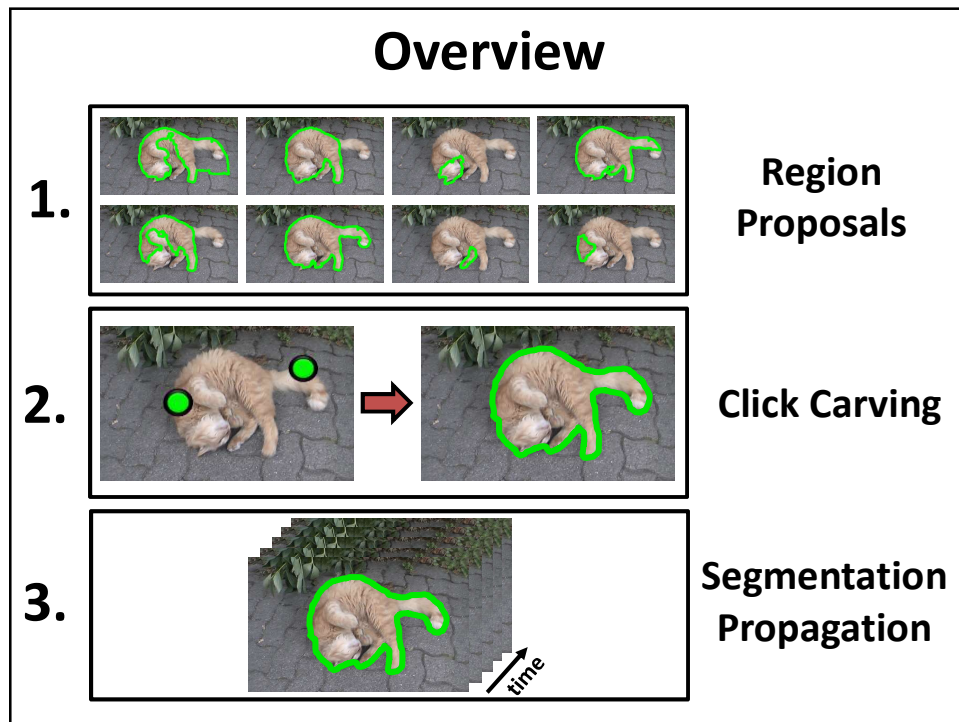 Overview
1.
Region
Proposals
2.
Click Carving
3.
Segmentation
Propagation
time